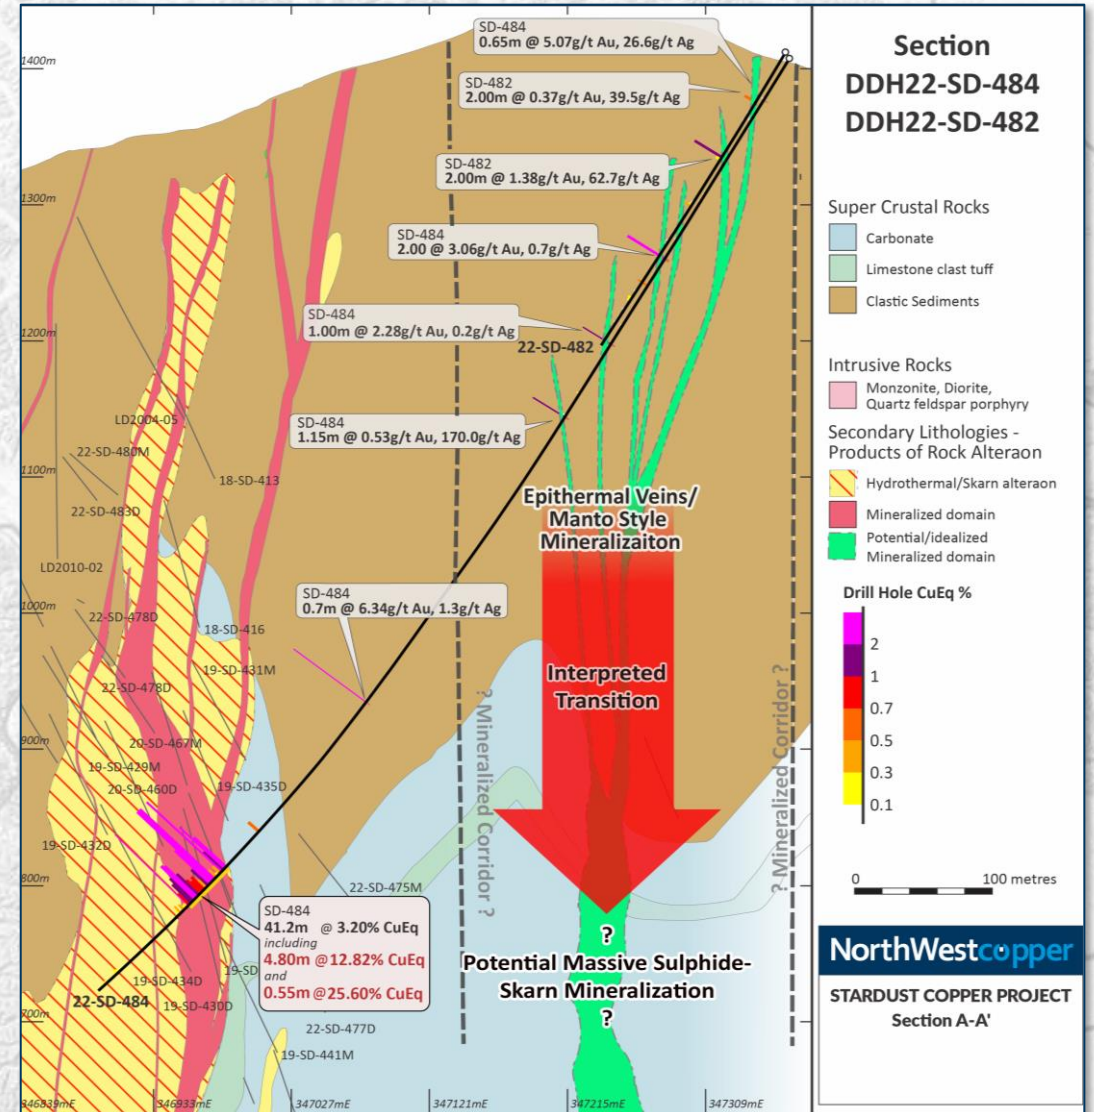 SD-484
0.65m @ 5.07g/t Au, 26.6g/t Ag
SD-482
2.00m @ 0.37g/t Au, 39.5g/t Ag
SD-482
2.00m @ 1.38g/t Au, 62.7g/t Ag
SD-484
2.00 @ 3.06g/t Au, 0.7g/t Ag
SD-484
1.00m @ 2.28g/t Au, 0.2g/t Ag
22-SD-482
SD-484
1.15m @ 0.53g/t Au, 170.0g/t Ag
SD-484
0.7m @ 6.34g/t Au, 1.3g/t Ag
1400m
1300m
1200m
1100m
1000m
900m
800m
700m
LD2004-05
22-SD-480M
18-SD-413
22-SD-483D
LD2010-02
22-SD-478D
18-SD-416
19-SD-431M
22-SD-478D
20-SD-467M
19-SD-429M
20-SD-460D
19-SD-435D
19-SD-432D
22-SD-475M
SD-484
41.2m @ 3.20% CuEq
including
4.80m @12.82% CuEq
and
0.55m @25.60% CuEq
19-SD
19-SD-434D
22-SD-484
19-SD-430D
22-SD-477D
19-SD-441M
Epithermal Veins/
Manto Style
Mineralizaiton
Interpreted
Transition
? Mineralized Corridor ?
? Mineralized Corridor ?
?
Potential Massive Sulphide-
Skarn Mineralization
?
346839mE
346933mE
347027mE
347121mE
347215mE
347309mE
Section
DDH22-SD-484
DDH22-SD-482
Super Crustal Rocks
Carbonate
Limestone clast tuff
Clastic Sediments
Intrusive Rocks
Monzonite, Diorite,
Quartz feldspar porphyry
Secondary Lithologies -
Products of Rock Alteraon
Hydrothermal/Skarn alteraon
Mineralized domain
Potential/idealized
Mineralized domain
Drill Hole CuEq %
2
1
0.7
0.5
0.3
0.1
0
100 metres
NorthWestcopper
STARDUST COPPER PROJECT
Section A-A'